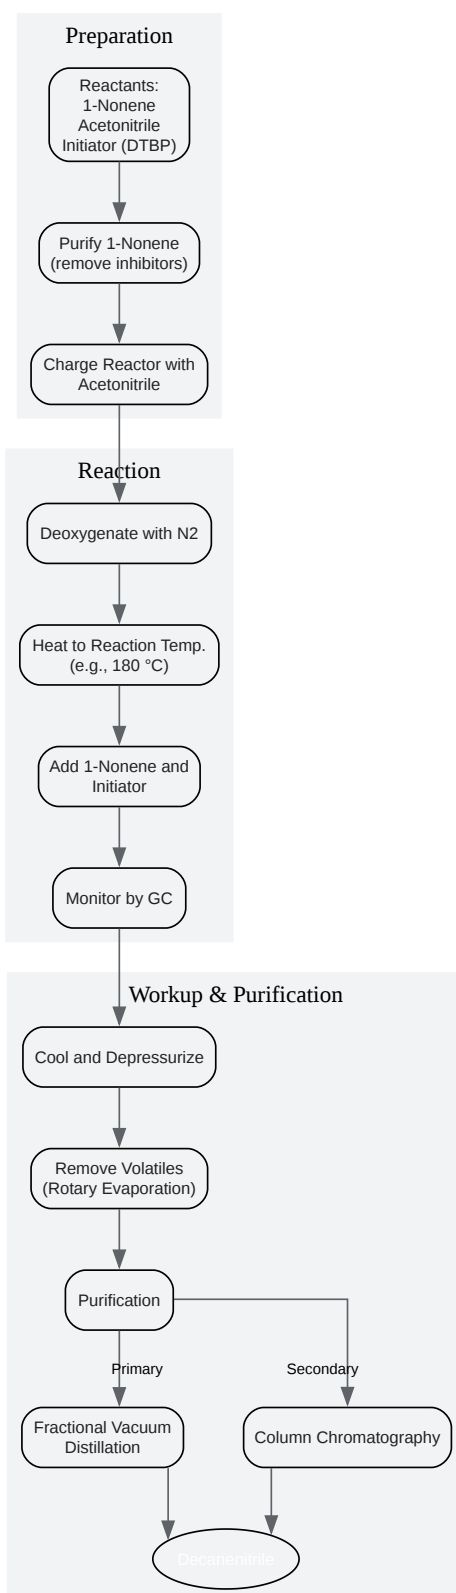 Preparation
Reactants:
1-Nonene
Acetonitrile
Initiator (DTBP)
Purify 1-Nonene
(remove inhibitors)
Charge Reactor with
Acetonitrile
Reaction
Deoxygenate with N2
Heat to Reaction Temp.
(e.g., 180 °C)
Add 1-Nonene and
Initiator
Monitor by GC
Workup & Purification
Cool and Depressurize
Remove Volatiles
(Rotary Evaporation)
Purification
Primary
Secondary
Fractional Vacuum
Distillation
Column Chromatography
Decanenitrile